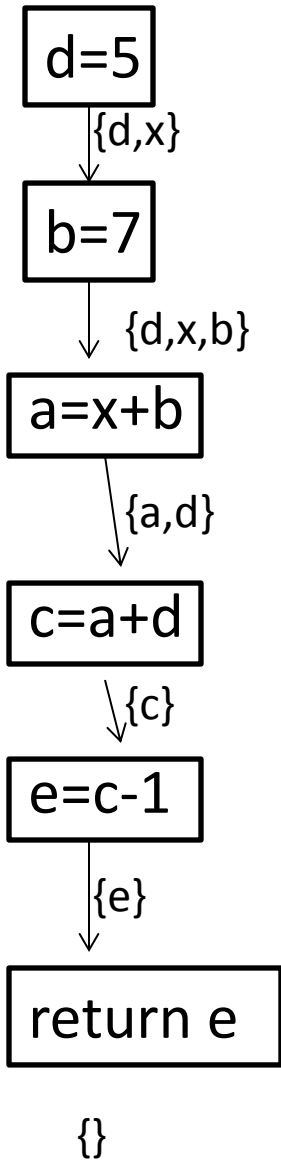 d=5
{d,x}
b=7
{d,x,b}
a=x+b
{a,d}
c=a+d
{c}
e=c-1
{e}
return e
{}